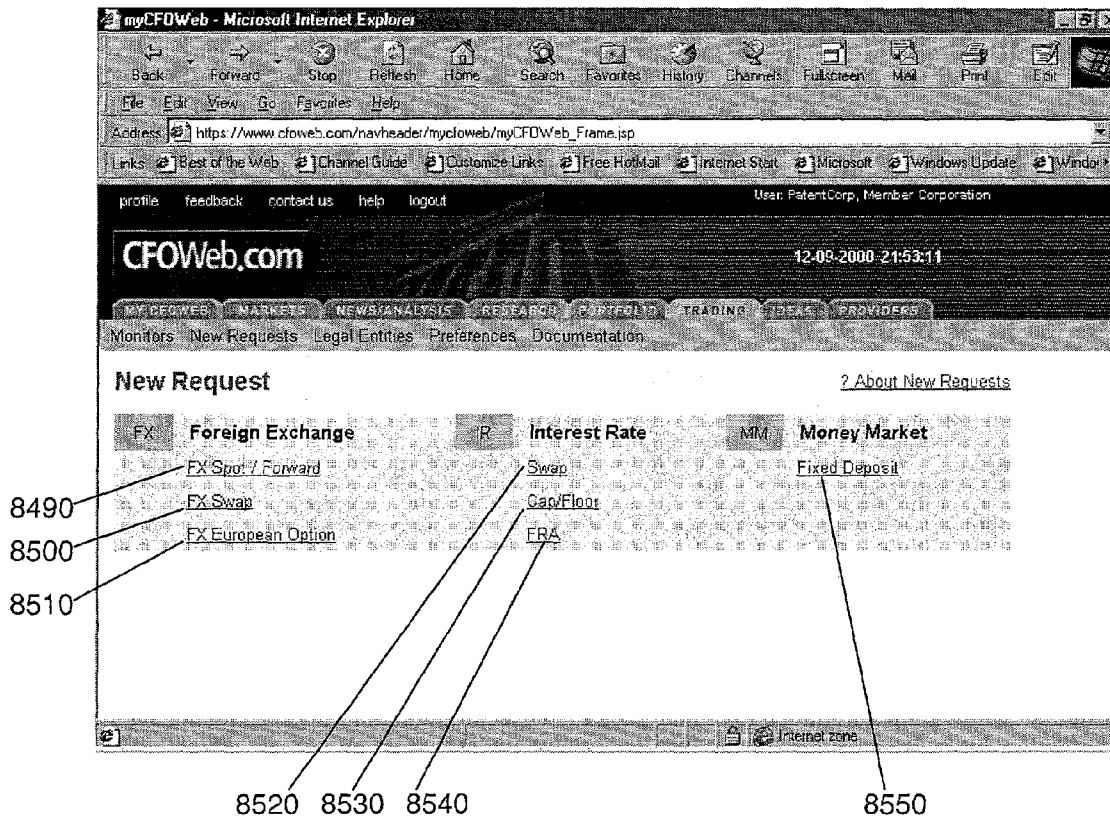 myCFOWeb - Microsoft Internet Explorer
Back Forward Stop Refresh Home Search Favorites History Channels Fullscreen Mail Print Edit
File Edit View Go Favorites Help
Address https://www.cfoweb.com/navheader/mycfoweb/myCFOWeb_Frame.jsp
Links Best of the Web Channel Guide Customize Links Free HotMail Internet Start Microsoft Windows Update
profile feedback contact us help logout User: PatentCorp, Member Corporation
CFOWeb.com 12-09-2000 21:53:11
MY CFOWEB MARKETS NEWS/ANALYSIS RESEARCH PORTFOLIO TRADING IDEAS PROVIDERS
Monitors New Requests Legal Entities Preferences Documentation
New Request ? About New Requests
FX Foreign Exchange IR Interest Rate MM Money Market
FX Spot / Forward Swap Fixed Deposit
8490
FX Swap Cap/Floor
8500
FX European Option FRA
8510
Internet zone
8520 8530 8540 8550